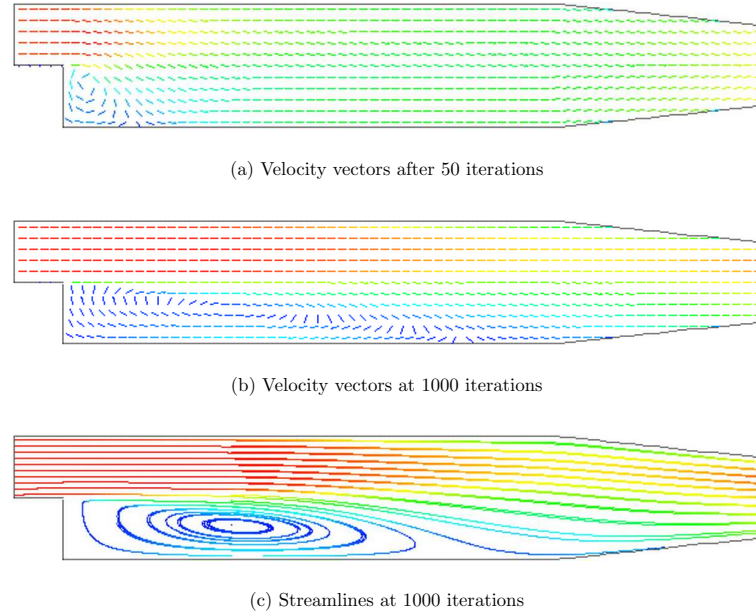 (a) Velocity vectors after 50 iterations
(b) Velocity vectors at 1000 iterations
(c) Streamlines at 1000 iterations